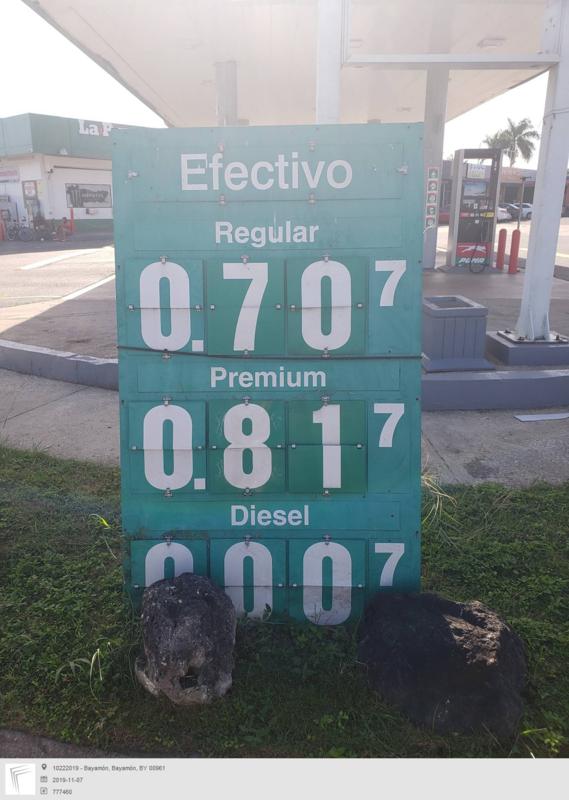 Efectivo
Regular
0.70 7
Premium
0.81 7
Diesel
0.00 7
10222019 - Bayamón, Bayamón, BY 00961
2019-11-07
777460